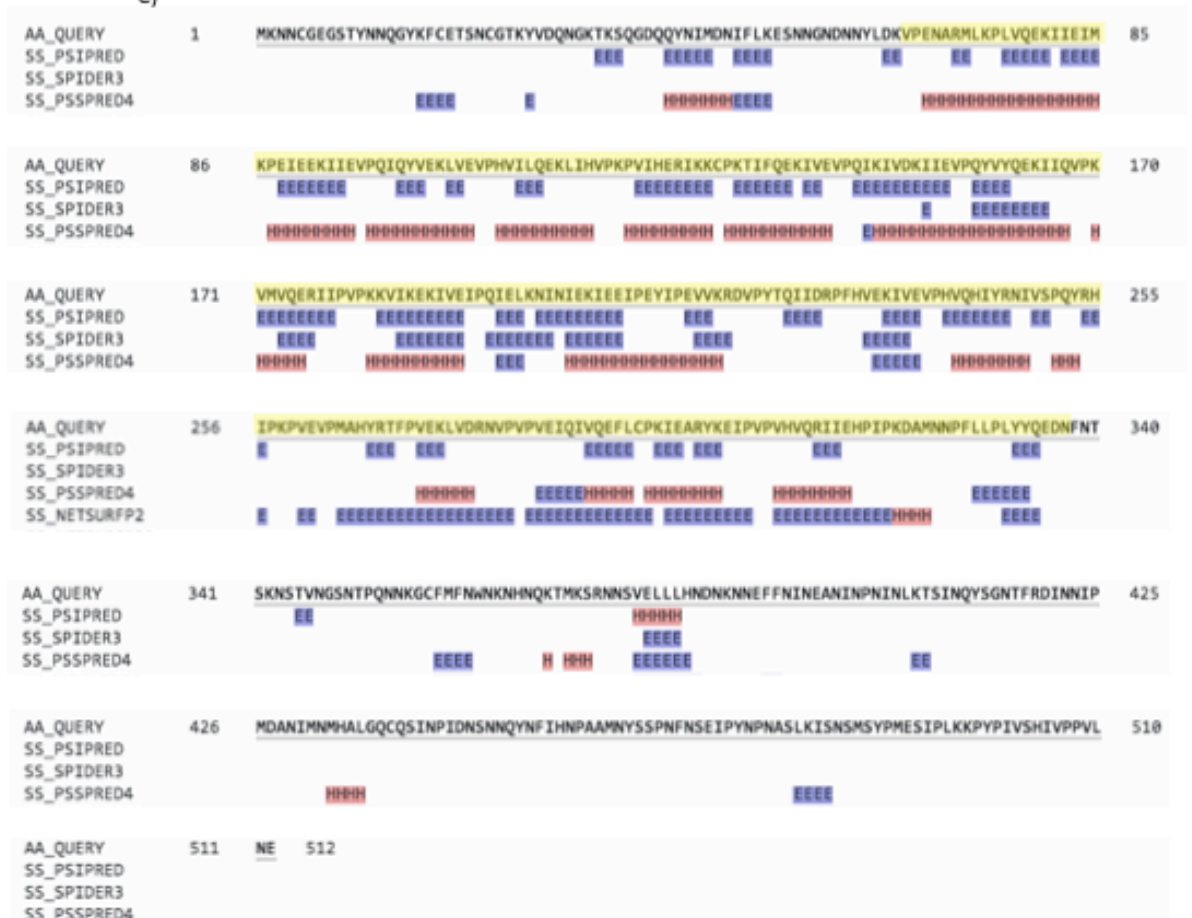 AA_QUERY 1 MKNNCGEGSTYNNQGYKFCETSNCGTKYVDQNGKTKSQGDQQYNIMDNIFLKESNNGNDNNYLDKVPENARMLKPLVQEKIIEIM 85
SS_PSIPRED EEE EEEEE EEEE EE EE EEEEE EEEE
SS_SPIDER3
SS_PSSPRED4 EEEE E HHHHHHHEEEE HHHHHHHHHHHHHHHHHH
AA_QUERY 86 KPEIEEKIIEVPQIQYVEKLVEVPHVILQEKLIHVPKPVIHERIKKCPKTIFQEKIVEVPQIKIVDKIIEVPQYVYQEKIIQVPK 170
SS_PSIPRED EEEEEEE EEE EE EEE EEEEEEEE EEEEEE EE EEEEEEEEEE EEEE
SS_SPIDER3 E EEEEEEEE
SS_PSSPRED4 HHHHHHHHH HHHHHHHHHHH HHHHHHHHHH HHHHHHHHH HHHHHHHHHHH EHHHHHHHHHHHHHHHHHHHH H
AA_QUERY 171 VMVQERIIPVPKKVIKEKIVEIPQIELKNINIEKIEEIPEYIPEVVKRDVPYTQIIDRPFHVEKIVEVPHVQHIYRNIVSPQYRH 255
SS_PSIPRED EEEEEEEE EEEEEEEEE EEE EEEEEEEEE EEE EEEE EEEE EEEEEEE EE EE
SS_SPIDER3 EEEE EEEEEEE EEEEEEE EEEEEE EEEE EEEEE
SS_PSSPRED4 HHHHH HHHHHHHHHH EEE HHHHHHHHHHHHHHHH EEEEE HHHHHHHH HHH
AA_QUERY 256 IPKPVEVPMAHYRTFPVEKLVDRNVPVPVEIQIVQEFLCPKIEARYKEIPVPVHVQRIIEHPIPKDAMNNPFLLPLYYQEDNFNT 340
SS_PSIPRED E EEE EEE EEEEE EEE EEE EEE EEE
SS_SPIDER3
SS_PSSPRED4 HHHHHH EEEEEHHHHH HHHHHHHH HHHHHHHH EEEEEE
SS_NETSURFP2 E EE EEEEEEEEEEEEEEEEEE EEEEEEEEEEEEE EEEEEEEEE EEEEEEEEEEEEHHHH EEEE
AA_QUERY 341 SKNSTVNGSNTPQNNKGCFMFNWNKNHNQKTMKSRNNSVELLLHNDNKNNEFFNINEANINPNINLKTSINQYSGNTFRDINNIP 425
SS_PSIPRED EE HHHHH
SS_SPIDER3 EEEE
SS_PSSPRED4 EEEE H HHH EEEEEE EE
AA_QUERY 426 MDANIMNMHALGQCQSINPIDNSNNQYNFIHNPAAMNYSSPNFNSEIPYNPNASLKISNSMSYPMESIPLKKPYPIVSHIVPPVL 510
SS_PSIPRED
SS_SPIDER3
SS_PSSPRED4 HHHH EEEE
AA_QUERY 511 NE 512
SS_PSIPRED
SS_SPIDER3
SS_PSSPRED4